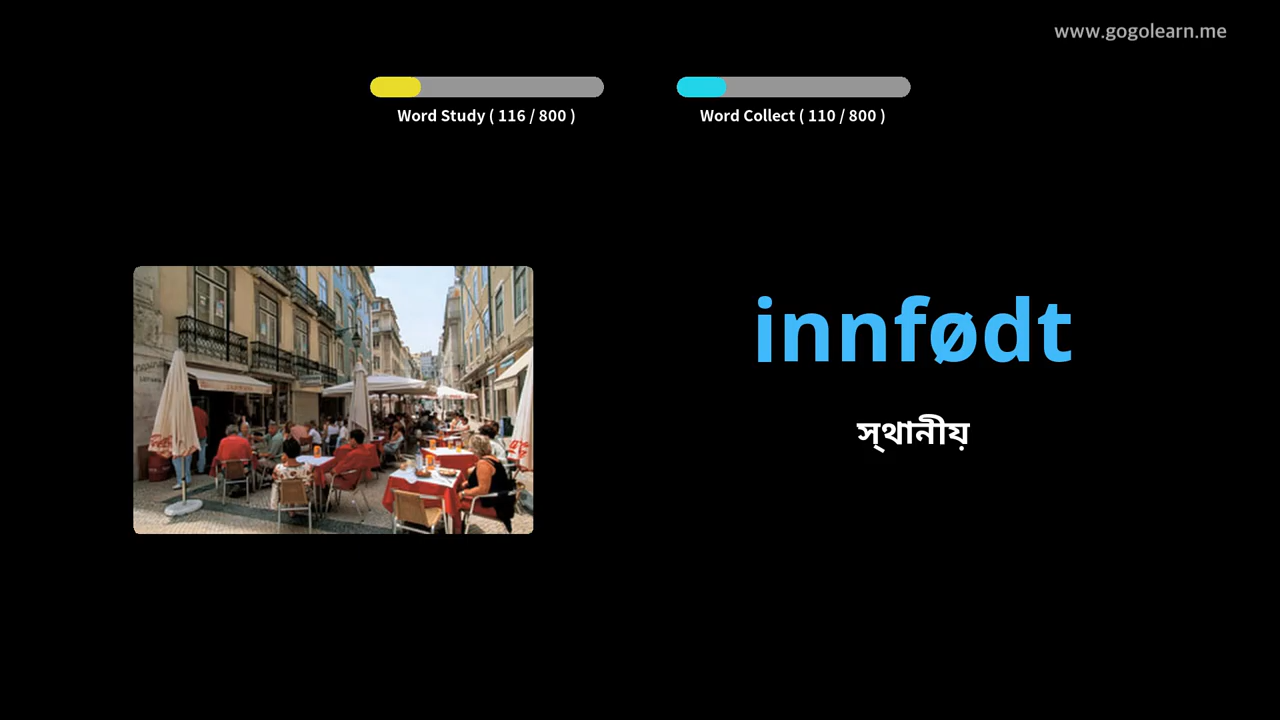 www.gogolearn.me
Word Study ( 116 / 800 )
Word Collect ( 110 / 800 )
innfødt
স্থানীয়